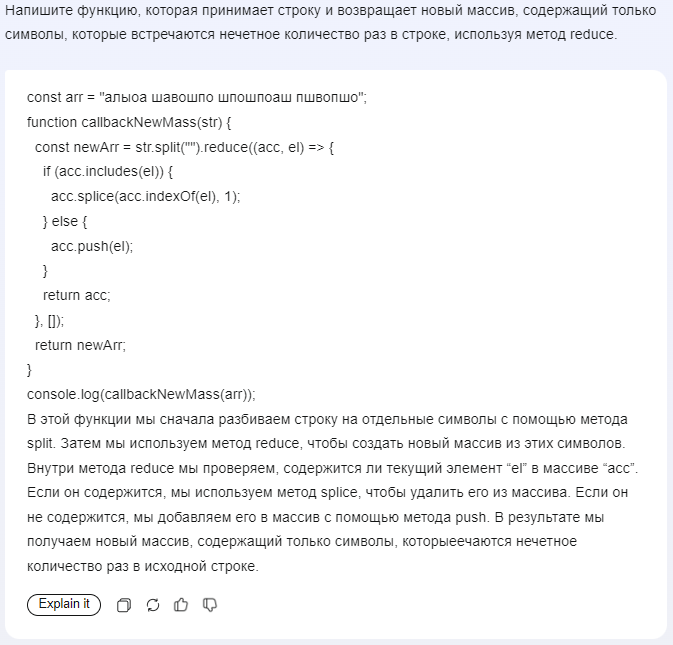 Напишите функцию, которая принимает строку и возвращает новый массив, содержащий только
символы, которые встречаются нечетное количество раз в строке, используя метод reduce.
const arr = "алыоа шавошпо шпошпоаш пшвопшо";
function callbackNewMass(str) {
const newArr = str.split("").reduce((acc, el) => {
if (acc.includes(el)) {
acc.splice(acc.indexOf(el), 1);
} else {
acc.push(el);
}
return acc;
}, []);
return newArr;
}
console.log(callbackNewMass(arr));
В этой функции мы сначала разбиваем строку на отдельные символы с помощью метода
split. Затем мы используем метод reduce, чтобы создать новый массив из этих символов.
Внутри метода reduce мы проверяем, содержится ли текущий элемент “el” в массиве “acc”.
Если он содержится, мы используем метод splice, чтобы удалить его из массива. Если он
не содержится, мы добавляем его в массив с помощью метода push. В результате мы
получаем новый массив, содержащий только символы, которыеечаются нечетное
количество раз в исходной строке.
Explain it